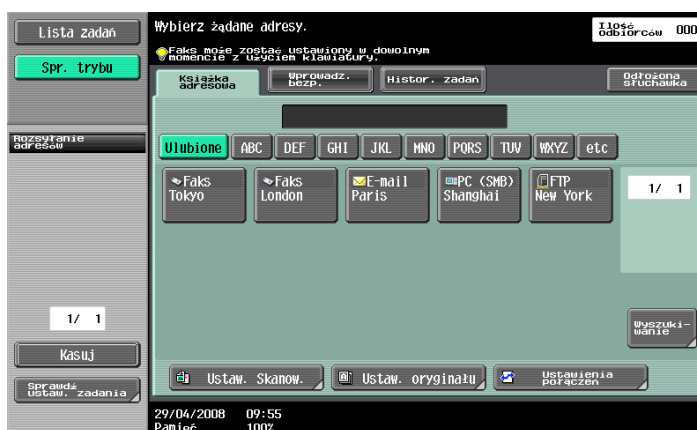 Lista zadań
Spr. trybu
Rozsyłanie
adresów
1/ 1
Kasuj
Sprawdź
ustaw. zadania
Wybierz żądane adresy.
Faks może zostać ustawiony w dowolnym
momencie z użyciem klawiatury.
Ilość
odbiorców 000
Książka
adresowa
Wprowadz.
bezp.
Histor. zadań
Odłożona
słuchawka
Ulubione ABC DEF GHI JKL MNO PQRS TUV WXYZ etc
Faks
Tokyo
Faks
London
E-mail
Paris
PC (SMB)
Shanghai
FTP
New York
1/ 1
Wyszuki-
wanie
Ustaw. Skanow.
Ustaw. oryginału
Ustawienia
połączeń
29/04/2008 09:55
Pamięć 100%